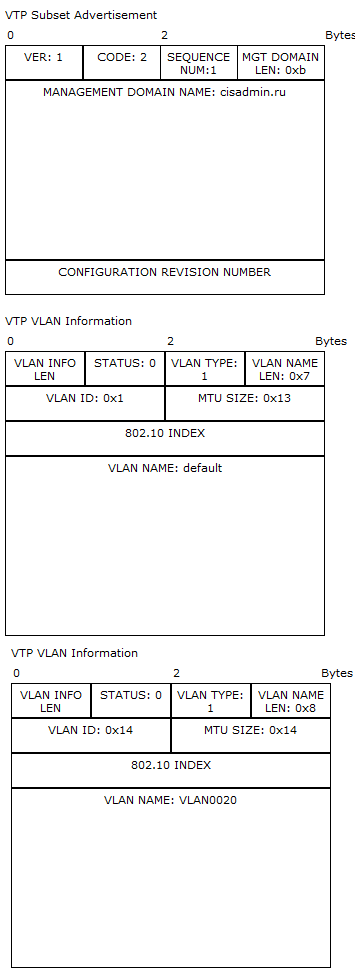 VTP Subset Advertisement
0 2 Bytes
VER: 1 CODE: 2 SEQUENCE MGT DOMAIN
NUM:1 LEN: 0xb
MANAGEMENT DOMAIN NAME: cisadmin.ru
CONFIGURATION REVISION NUMBER
VTP VLAN Information
0 2 Bytes
VLAN INFO STATUS: 0 VLAN TYPE: VLAN NAME
LEN 1 LEN: 0x7
VLAN ID: 0x1 MTU SIZE: 0x13
802.10 INDEX
VLAN NAME: default
VTP VLAN Information
0 2 Bytes
VLAN INFO STATUS: 0 VLAN TYPE: VLAN NAME
LEN 1 LEN: 0x8
VLAN ID: 0x14 MTU SIZE: 0x14
802.10 INDEX
VLAN NAME: VLAN0020